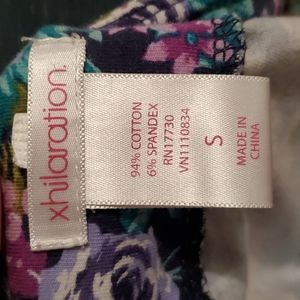 xhilaration.
94% COTTON
6% SPANDEX
RN17730
VN1110834
S
MADE IN
CHINA